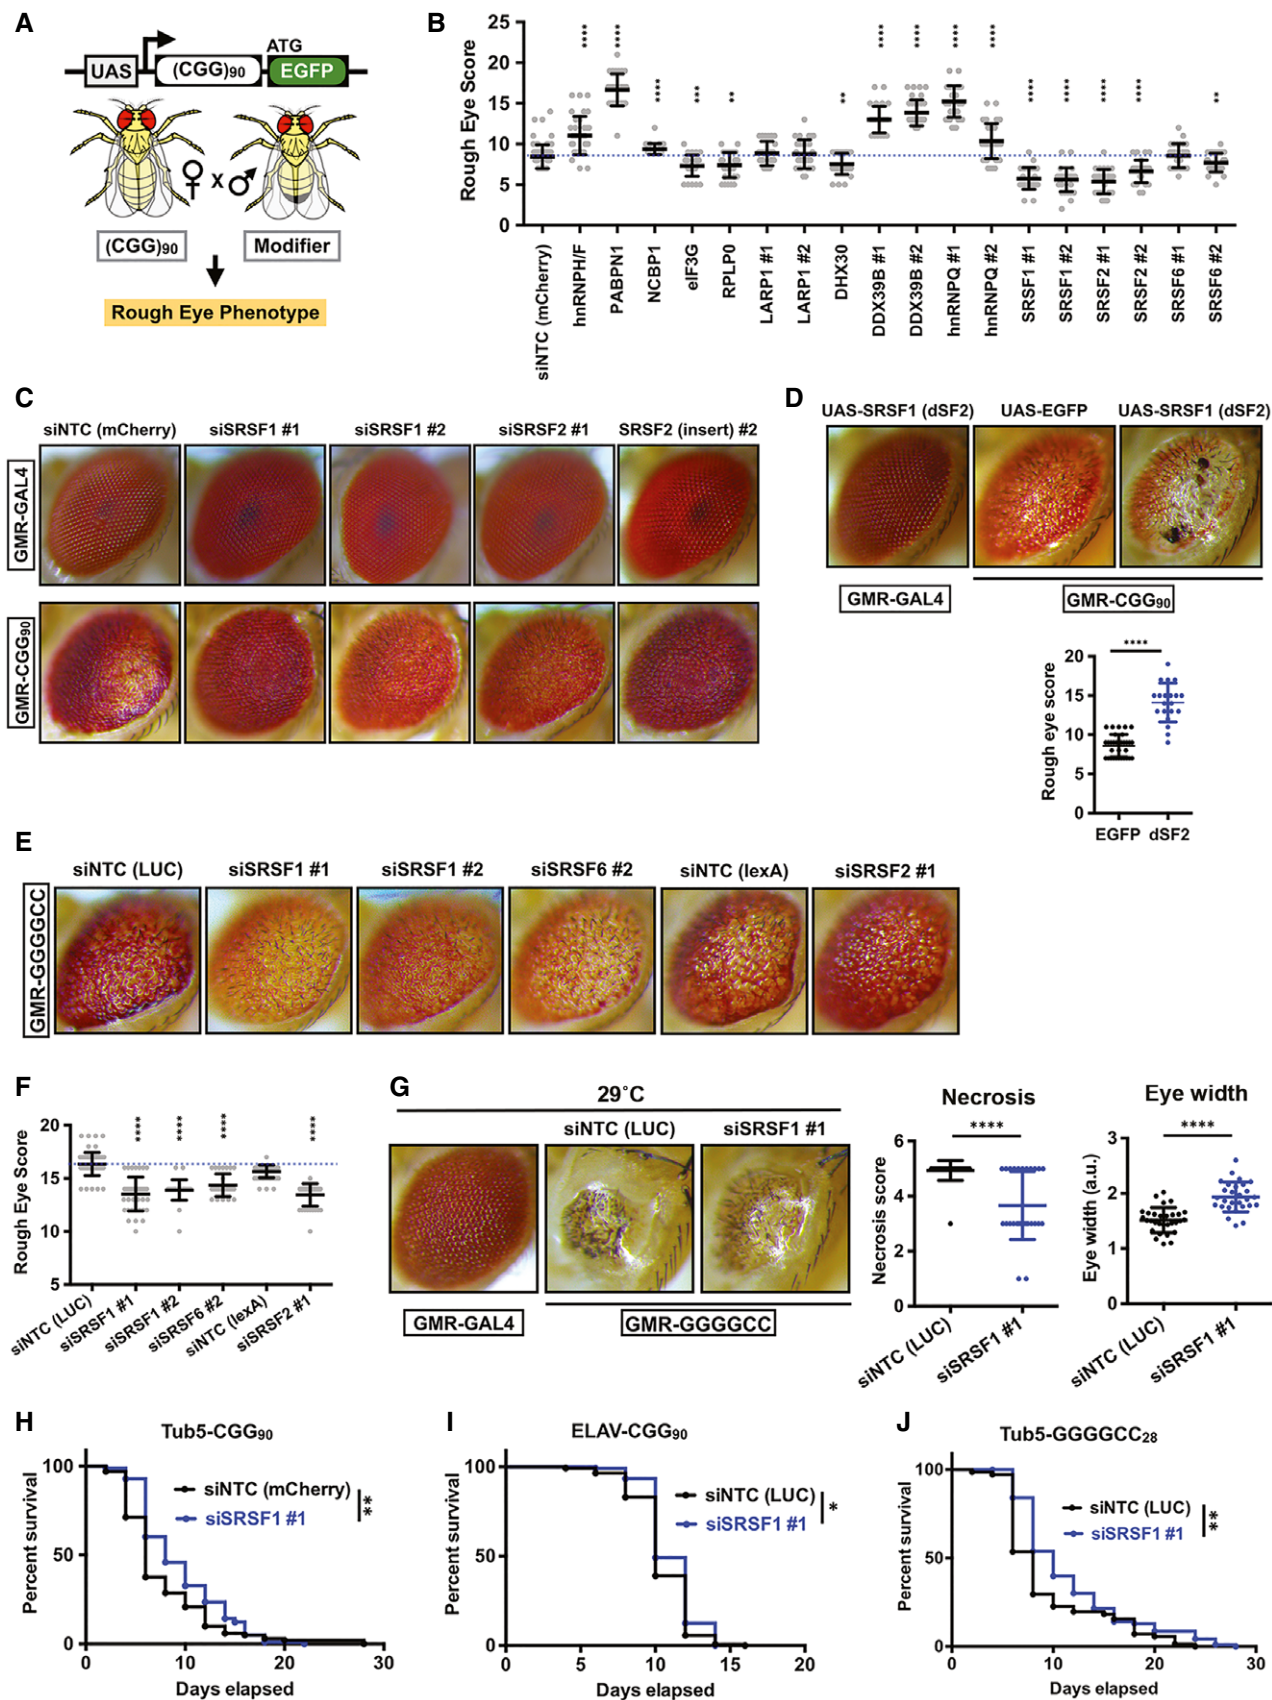 A
UAS
(CGG)90
ATG
EGFP
♀ x ♂
(CGG)90
Modifier
Rough Eye Phenotype
B
Rough Eye Score
25
20
15
10
5
0
****
****
****
***
**
**
****
****
****
****
****
****
****
****
**
siNTC (mCherry)
hnRNPH/F
PABPN1
NCBP1
eIF3G
RPLP0
LARP1 #1
LARP1 #2
DHX30
DDX39B #1
DDX39B #2
hnRNPQ #1
hnRNPQ #2
SRSF1 #1
SRSF1 #2
SRSF2 #1
SRSF2 #2
SRSF6 #1
SRSF6 #2
C
siNTC (mCherry)
siSRSF1 #1
siSRSF1 #2
siSRSF2 #1
SRSF2 (insert) #2
GMR-GAL4
GMR-CGG90
D
UAS-SRSF1 (dSF2)
UAS-EGFP
UAS-SRSF1 (dSF2)
GMR-GAL4
GMR-CGG90
Rough eye score
20
15
10
5
0
****
EGFP
dSF2
E
siNTC (LUC)
siSRSF1 #1
siSRSF1 #2
siSRSF6 #2
siNTC (lexA)
siSRSF2 #1
GMR-GGGGCC
F
Rough Eye Score
20
15
10
5
****
****
****
****
siNTC (LUC)
siSRSF1 #1
siSRSF1 #2
siSRSF6 #2
siNTC (lexA)
siSRSF2 #1
G
29°C
siNTC (LUC)
siSRSF1 #1
GMR-GAL4
GMR-GGGGCC
Necrosis
****
Necrosis score
6
4
2
0
siNTC (LUC)
siSRSF1 #1
Eye width
****
Eye width (a.u.)
3
2
1
0
siNTC (LUC)
siSRSF1 #1
H
Tub5-CGG90
Percent survival
100
50
0
siNTC (mCherry)
siSRSF1 #1
**
0
10
20
30
Days elapsed
I
ELAV-CGG90
Percent survival
100
50
0
siNTC (LUC)
siSRSF1 #1
*
0
5
10
15
20
Days elapsed
J
Tub5-GGGGCC28
Percent survival
100
50
0
siNTC (LUC)
siSRSF1 #1
**
0
10
20
30
Days elapsed